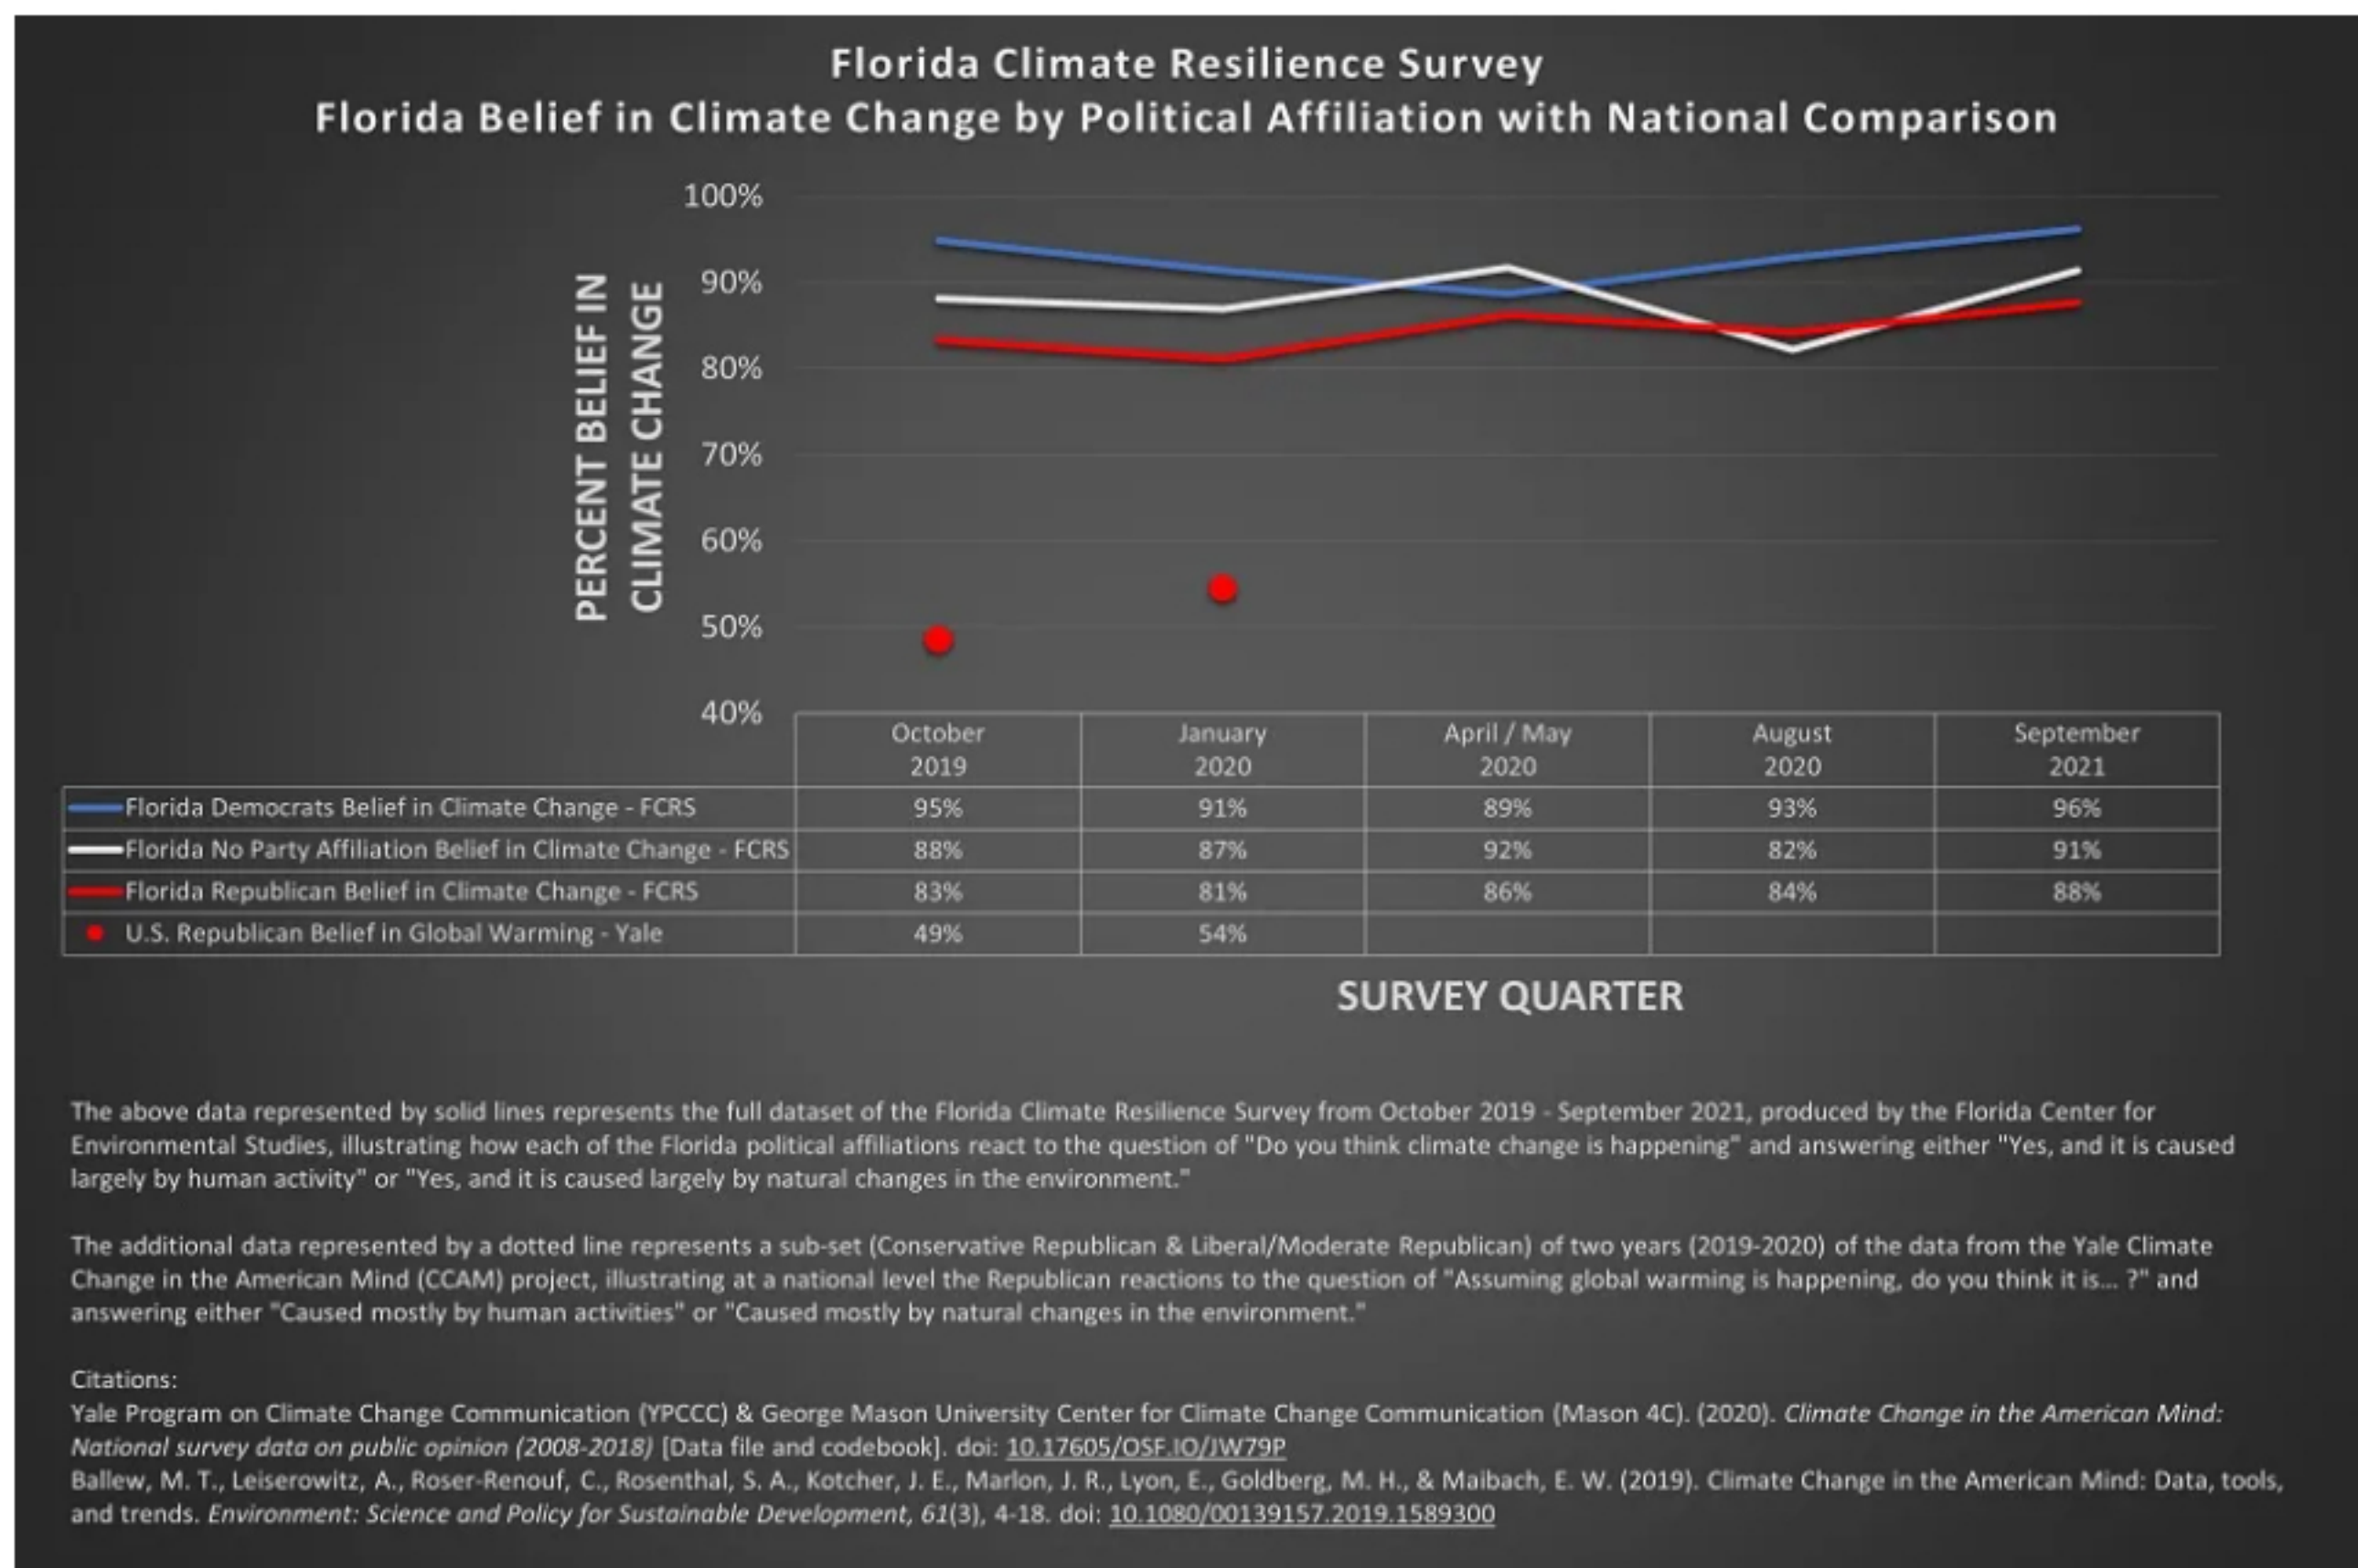 Florida Climate Resilience Survey
Florida Belief in Climate Change by Political Affiliation with National Comparison
PERCENT BELIEF IN
CLIMATE CHANGE
100%
90%
80%
70%
60%
50%
40%
October January April / May August September
2019 2020 2020 2020 2021
Florida Democrats Belief in Climate Change - FCRS 95% 91% 89% 93% 96%
Florida No Party Affiliation Belief in Climate Change - FCRS 88% 87% 92% 82% 91%
Florida Republican Belief in Climate Change - FCRS 83% 81% 86% 84% 88%
U.S. Republican Belief in Global Warming - Yale 49% 54%
SURVEY QUARTER
The above data represented by solid lines represents the full dataset of the Florida Climate Resilience Survey from October 2019 - September 2021, produced by the Florida Center for
Environmental Studies, illustrating how each of the Florida political affiliations react to the question of "Do you think climate change is happening" and answering either "Yes, and it is caused
largely by human activity" or "Yes, and it is caused largely by natural changes in the environment."
The additional data represented by a dotted line represents a sub-set (Conservative Republican & Liberal/Moderate Republican) of two years (2019-2020) of the data from the Yale Climate
Change in the American Mind (CCAM) project, illustrating at a national level the Republican reactions to the question of "Assuming global warming is happening, do you think it is... ?" and
answering either "Caused mostly by human activities" or "Caused mostly by natural changes in the environment."
Citations:
Yale Program on Climate Change Communication (YPCCC) & George Mason University Center for Climate Change Communication (Mason 4C). (2020). Climate Change in the American Mind:
National survey data on public opinion (2008-2018) [Data file and codebook]. doi: 10.17605/OSF.IO/JW79P
Ballew, M. T., Leiserowitz, A., Roser-Renouf, C., Rosenthal, S. A., Kotcher, J. E., Marlon, J. R., Lyon, E., Goldberg, M. H., & Maibach, E. W. (2019). Climate Change in the American Mind: Data, tools,
and trends. Environment: Science and Policy for Sustainable Development, 61(3), 4-18. doi: 10.1080/00139157.2019.1589300